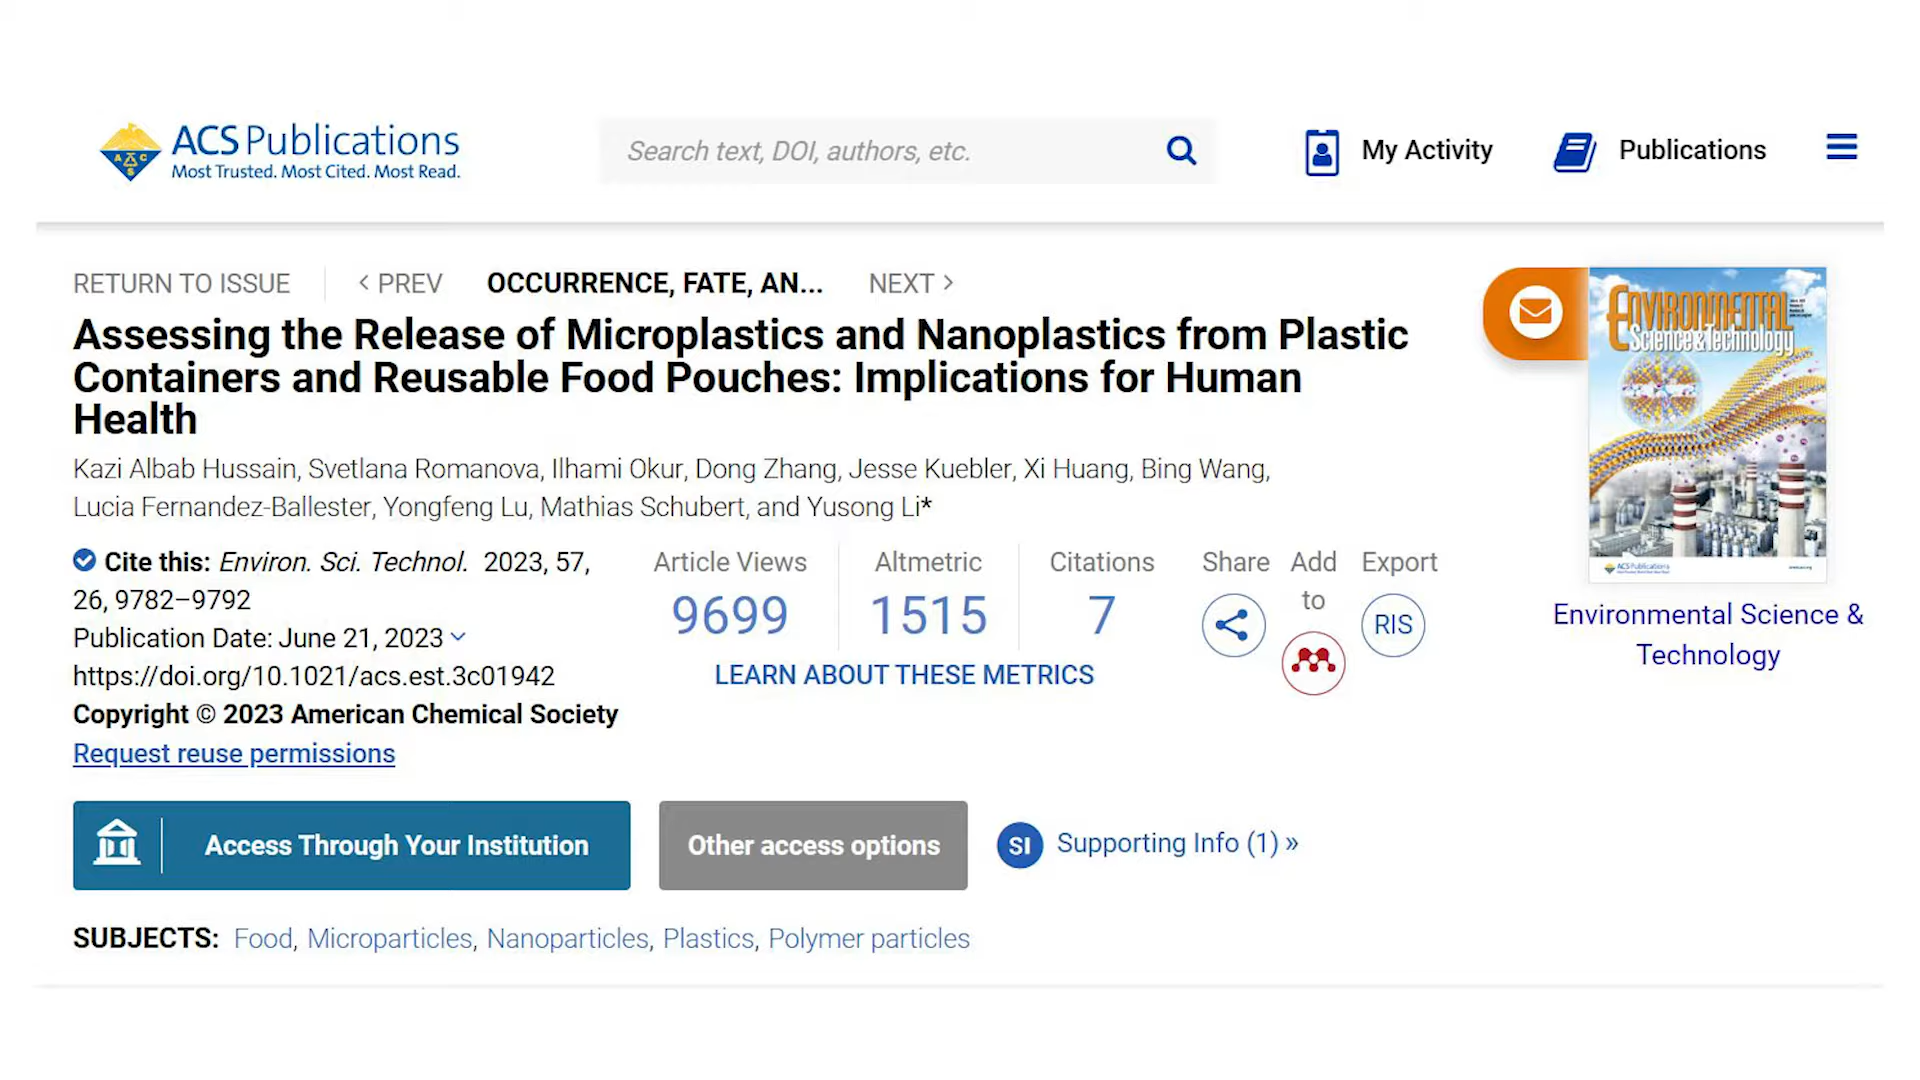 ACS Publications
Most Trusted. Most Cited. Most Read.
Search text, DOI, authors, etc.
My Activity
Publications
RETURN TO ISSUE
< PREV
OCCURRENCE, FATE, AN...
NEXT >
Assessing the Release of Microplastics and Nanoplastics from Plastic
Containers and Reusable Food Pouches: Implications for Human
Health
Kazi Albab Hussain, Svetlana Romanova, Ilhami Okur, Dong Zhang, Jesse Kuebler, Xi Huang, Bing Wang,
Lucia Fernandez-Ballester, Yongfeng Lu, Mathias Schubert, and Yusong Li*
Cite this: Environ. Sci. Technol. 2023, 57,
26, 9782–9792
Publication Date: June 21, 2023
https://doi.org/10.1021/acs.est.3c01942
Copyright © 2023 American Chemical Society
Request reuse permissions
Article Views
9699
Altmetric
1515
Citations
7
LEARN ABOUT THESE METRICS
Share
Add
to
Export
RIS
ENVIRONMENTAL
Science & Technology
ACS Publications
Environmental Science &
Technology
Access Through Your Institution
Other access options
SI
Supporting Info (1) »
SUBJECTS: Food, Microparticles, Nanoparticles, Plastics, Polymer particles